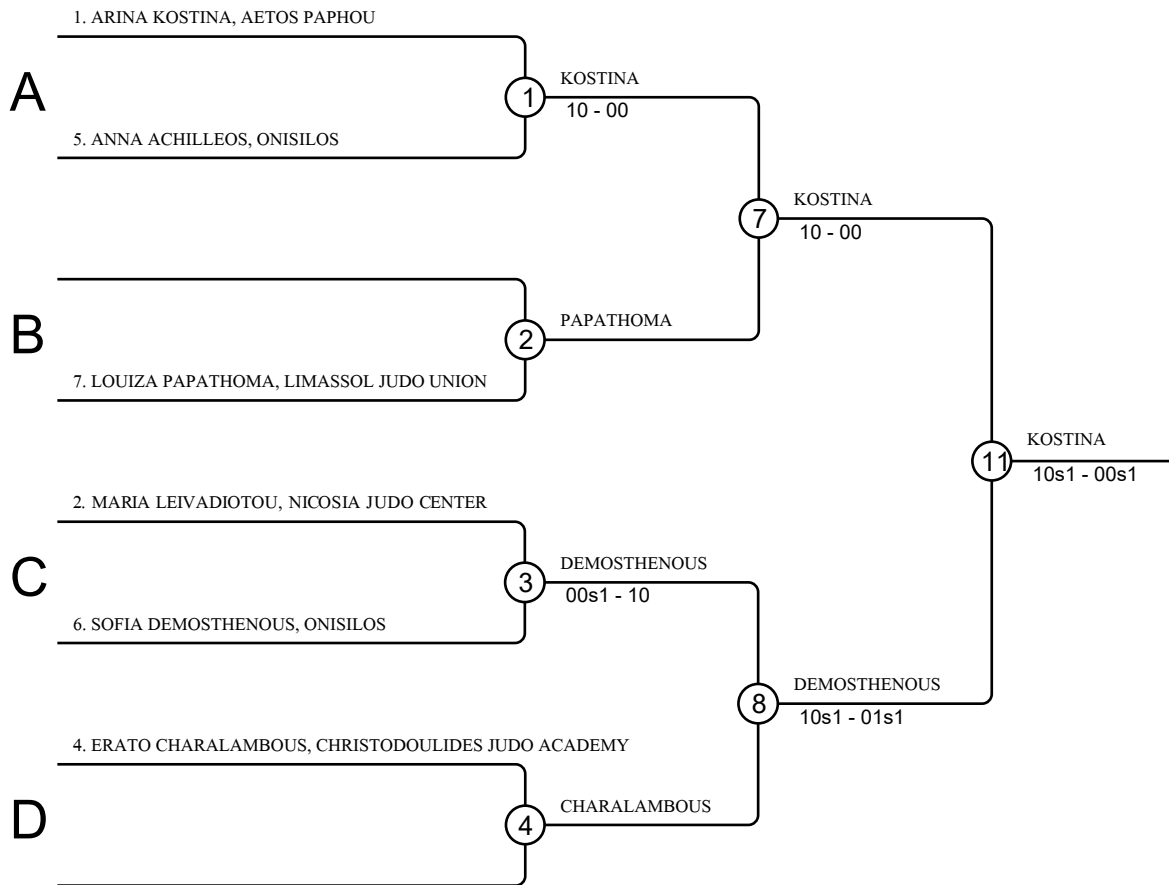 1. ARINA KOSTINA, AETOS PAPHOU
A
1
KOSTINA
10 - 00
5. ANNA ACHILLEOS, ONISILOS
7
KOSTINA
10 - 00
B
2
PAPATHOMA
7. LOUIZA PAPATHOMA, LIMASSOL JUDO UNION
11
KOSTINA
10s1 - 00s1
2. MARIA LEIVADIOTOU, NICOSIA JUDO CENTER
C
3
DEMOSTHENOUS
00s1 - 10
6. SOFIA DEMOSTHENOUS, ONISILOS
8
DEMOSTHENOUS
10s1 - 01s1
4. ERATO CHARALAMBOUS, CHRISTODOULIDES JUDO ACADEMY
D
4
CHARALAMBOUS